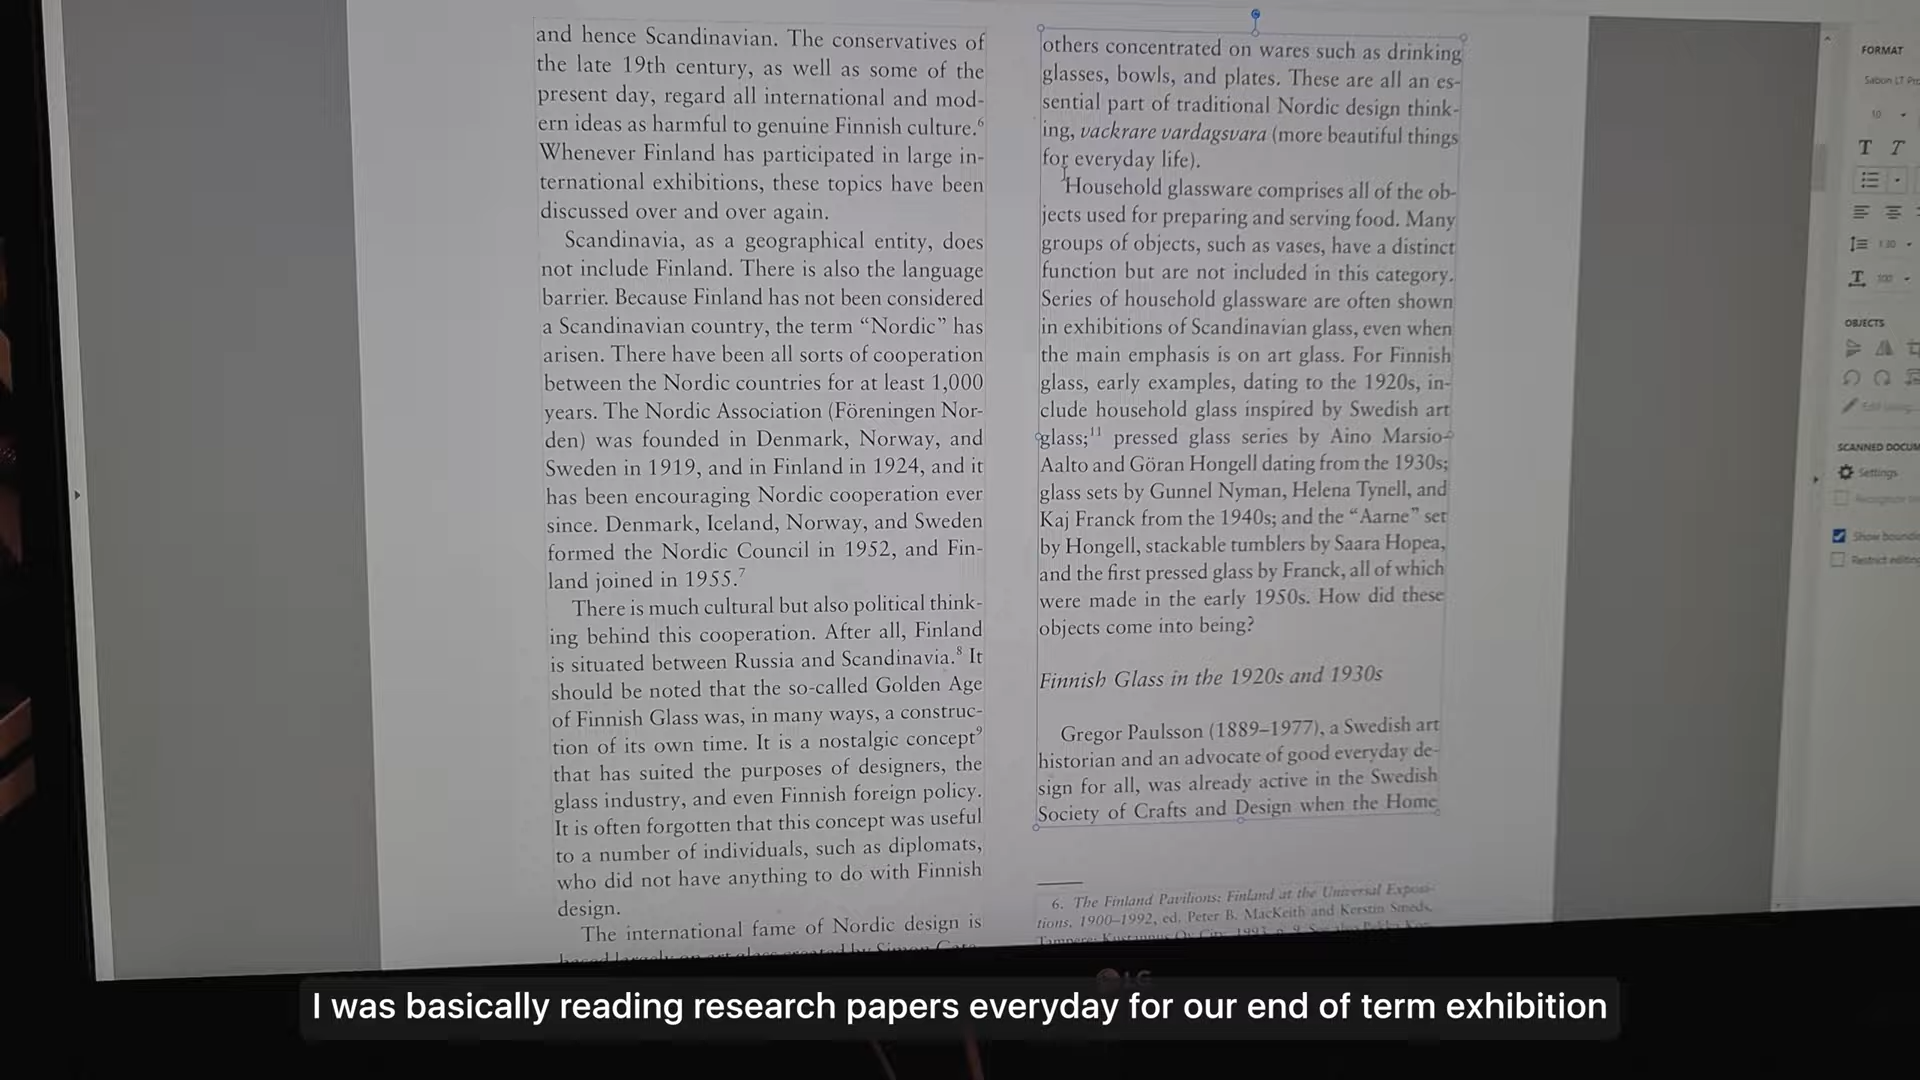 and hence Scandinavian. The conservatives of
the late 19th century, as well as some of the
present day, regard all international and mod-
ern ideas as harmful to genuine Finnish culture.6
Whenever Finland has participated in large in-
ternational exhibitions, these topics have been
discussed over and over again.
Scandinavia, as a geographical entity, does
not include Finland. There is also the language
barrier. Because Finland has not been considered
a Scandinavian country, the term “Nordic” has
arisen. There have been all sorts of cooperation
between the Nordic countries for at least 1,000
years. The Nordic Association (Föreningen Nor-
den) was founded in Denmark, Norway, and
Sweden in 1919, and in Finland in 1924, and it
has been encouraging Nordic cooperation ever
since. Denmark, Iceland, Norway, and Sweden
formed the Nordic Council in 1952, and Fin-
land joined in 1955.7
There is much cultural but also political think-
ing behind this cooperation. After all, Finland
is situated between Russia and Scandinavia.8 It
should be noted that the so-called Golden Age
of Finnish Glass was, in many ways, a construc-
tion of its own time. It is a nostalgic concept9
that has suited the purposes of designers, the
glass industry, and even Finnish foreign policy.
It is often forgotten that this concept was useful
to a number of individuals, such as diplomats,
who did not have anything to do with Finnish
design.
The international fame of Nordic design is
others concentrated on wares such as drinking
glasses, bowls, and plates. These are all an es-
sential part of traditional Nordic design think-
ing, vackrare vardagsvara (more beautiful things
for everyday life).
Household glassware comprises all of the ob-
jects used for preparing and serving food. Many
groups of objects, such as vases, have a distinct
function but are not included in this category.
Series of household glassware are often shown
in exhibitions of Scandinavian glass, even when
the main emphasis is on art glass. For Finnish
glass, early examples, dating to the 1920s, in-
clude household glass inspired by Swedish art
glass;11 pressed glass series by Aino Marsio-
Aalto and Göran Hongell dating from the 1930s;
glass sets by Gunnel Nyman, Helena Tynell, and
Kaj Franck from the 1940s; and the “Aarne” set
by Hongell, stackable tumblers by Saara Hopea,
and the first pressed glass by Franck, all of which
were made in the early 1950s. How did these
objects come into being?
Finnish Glass in the 1920s and 1930s
Gregor Paulsson (1889–1977), a Swedish art
historian and an advocate of good everyday de-
sign for all, was already active in the Swedish
Society of Crafts and Design when the Home
6. The Finland Pavilions: Finland at the Universal Exposi-
tions, 1900–1992, ed. Peter B. MacKeith and Kerstin Smeds,
FORMAT
Sabon LT Pro
10
OBJECTS
SCANNED DOCUM
Settings
Show boundi
Restrict editing
LG
I was basically reading research papers everyday for our end of term exhibition